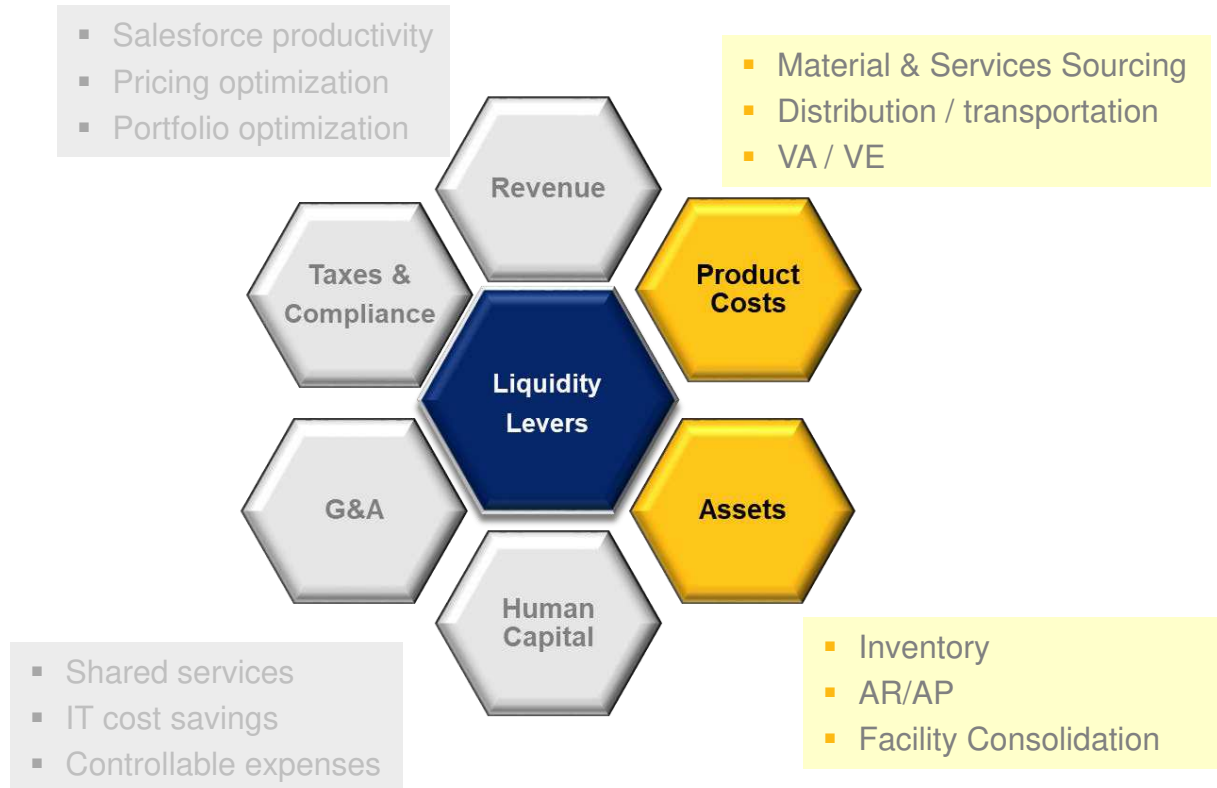 ▪ Salesforce productivity
▪ Pricing optimization
▪ Portfolio optimization
▪ Material & Services Sourcing
▪ Distribution / transportation
▪ VA / VE
Revenue
Taxes &
Compliance
Product
Costs
Liquidity
Levers
G&A
Assets
Human
Capital
▪ Shared services
▪ IT cost savings
▪ Controllable expenses
▪ Inventory
▪ AR/AP
▪ Facility Consolidation